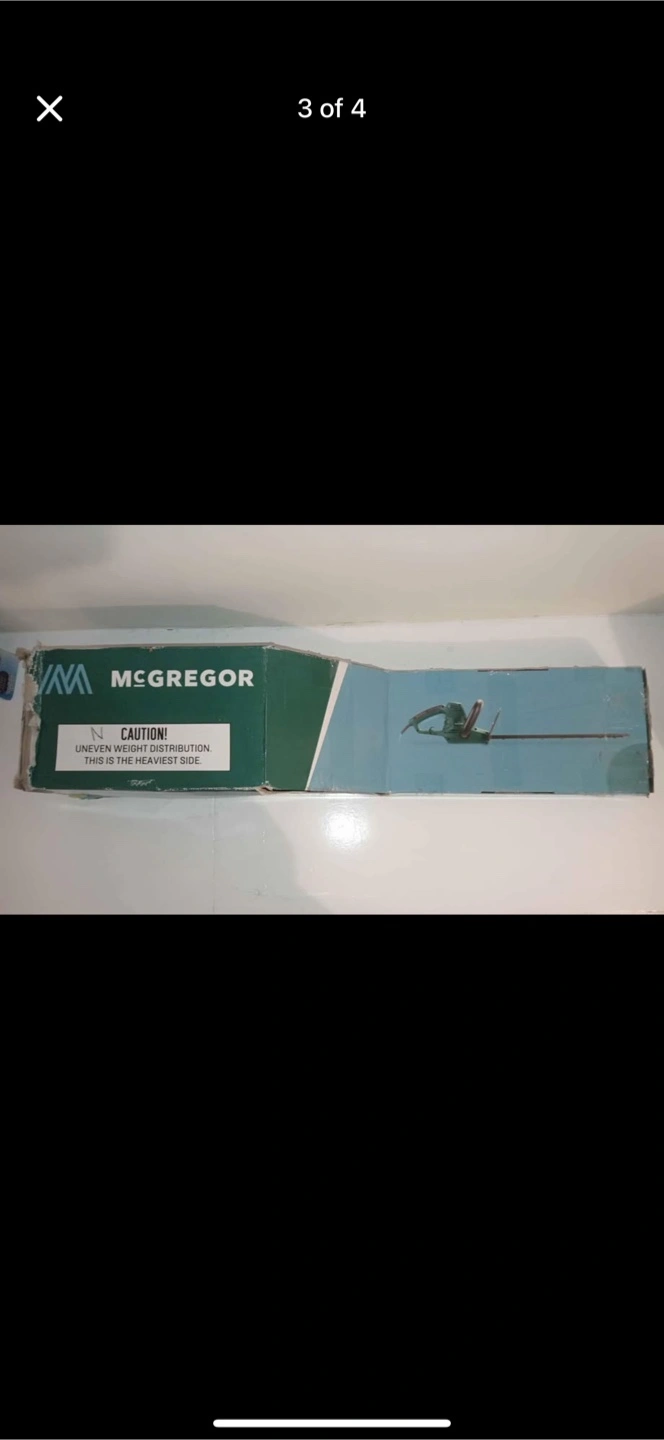 3 of 4
McGREGOR
N CAUTION!
UNEVEN WEIGHT DISTRIBUTION.
THIS IS THE HEAVIEST SIDE.